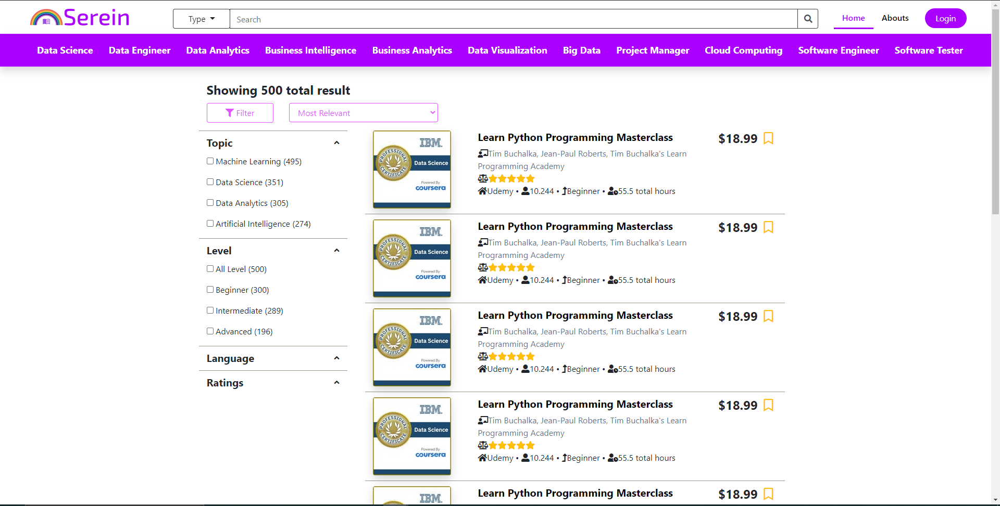 Serein
Type
Search
Home
Abouts
Login
Data Science
Data Engineer
Data Analytics
Business Intelligence
Business Analytics
Data Visualization
Big Data
Project Manager
Cloud Computing
Software Engineer
Software Tester
Showing 500 total result
Filter
Most Relevant
Topic
Machine Learning (495)
Data Science (351)
Data Analytics (305)
Artificial Intelligence (274)
Level
All Level (500)
Beginner (300)
Intermediate (289)
Advanced (196)
Language
Ratings
IBM.
PROFESSIONAL CERTIFICATE
Data Science
Powered By
coursera
Learn Python Programming Masterclass
$18.99
Tim Buchalka, Jean-Paul Roberts, Tim Buchalka's Learn
Programming Academy
Udemy • 10.244 • Beginner • 55.5 total hours
IBM.
PROFESSIONAL CERTIFICATE
Data Science
Powered By
coursera
Learn Python Programming Masterclass
$18.99
Tim Buchalka, Jean-Paul Roberts, Tim Buchalka's Learn
Programming Academy
Udemy • 10.244 • Beginner • 55.5 total hours
IBM.
PROFESSIONAL CERTIFICATE
Data Science
Powered By
coursera
Learn Python Programming Masterclass
$18.99
Tim Buchalka, Jean-Paul Roberts, Tim Buchalka's Learn
Programming Academy
Udemy • 10.244 • Beginner • 55.5 total hours
IBM.
PROFESSIONAL CERTIFICATE
Data Science
Powered By
coursera
Learn Python Programming Masterclass
$18.99
Tim Buchalka, Jean-Paul Roberts, Tim Buchalka's Learn
Programming Academy
Udemy • 10.244 • Beginner • 55.5 total hours
IBM.
Learn Python Programming Masterclass
$18.99